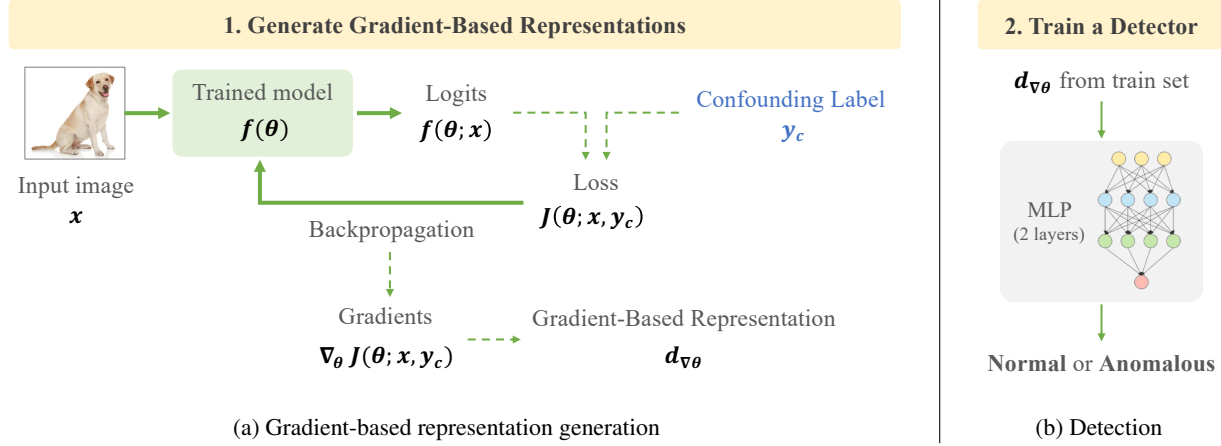 1. Generate Gradient-Based Representations
Trained model
f(θ)
Logits
f(θ; x)
Confounding Label
y_c
Input image
x
Loss
J(θ; x, y_c)
Backpropagation
Gradients
∇_θ J(θ; x, y_c)
Gradient-Based Representation
d_∇θ
(a) Gradient-based representation generation
2. Train a Detector
d_∇θ from train set
MLP
(2 layers)
Normal or Anomalous
(b) Detection